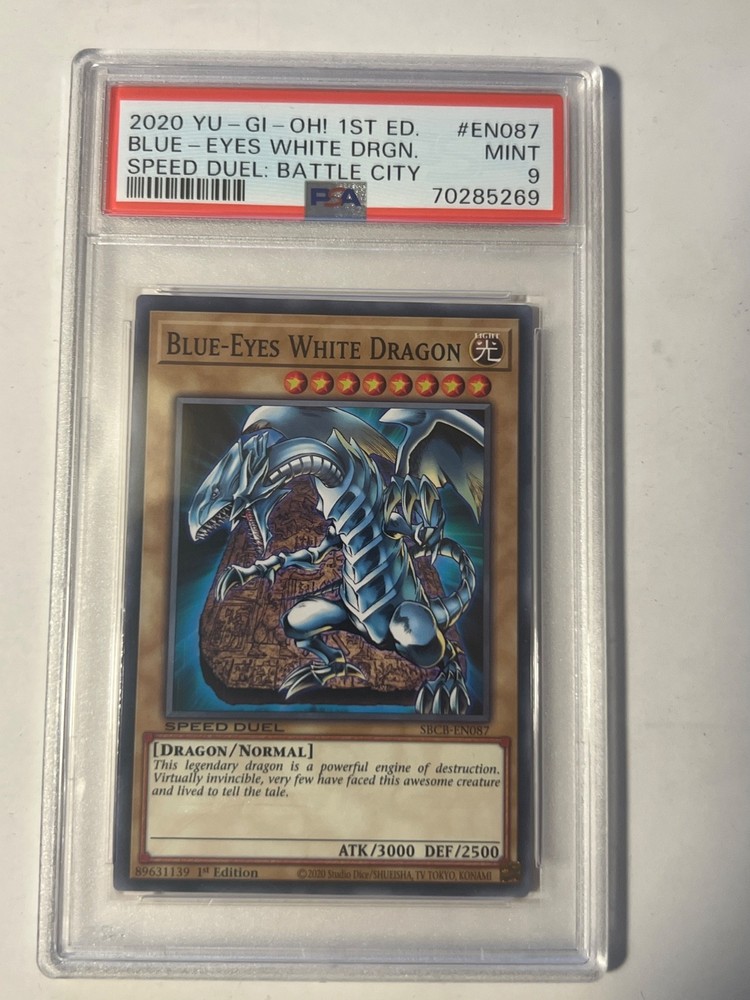 2020 YU-GI-OH! 1ST ED. #EN087
BLUE-EYES WHITE DRGN. MINT
SPEED DUEL: BATTLE CITY 9
PSA 70285269
BLUE-EYES WHITE DRAGON
LIGHT
光
SPEED DUEL SBCB-EN087
[DRAGON/NORMAL]
This legendary dragon is a powerful engine of destruction.
Virtually invincible, very few have faced this awesome creature
and lived to tell the tale.
ATK/3000 DEF/2500
89631139 1st Edition ©2020 Studio Dice/SHUEISHA, TV TOKYO, KONAMI